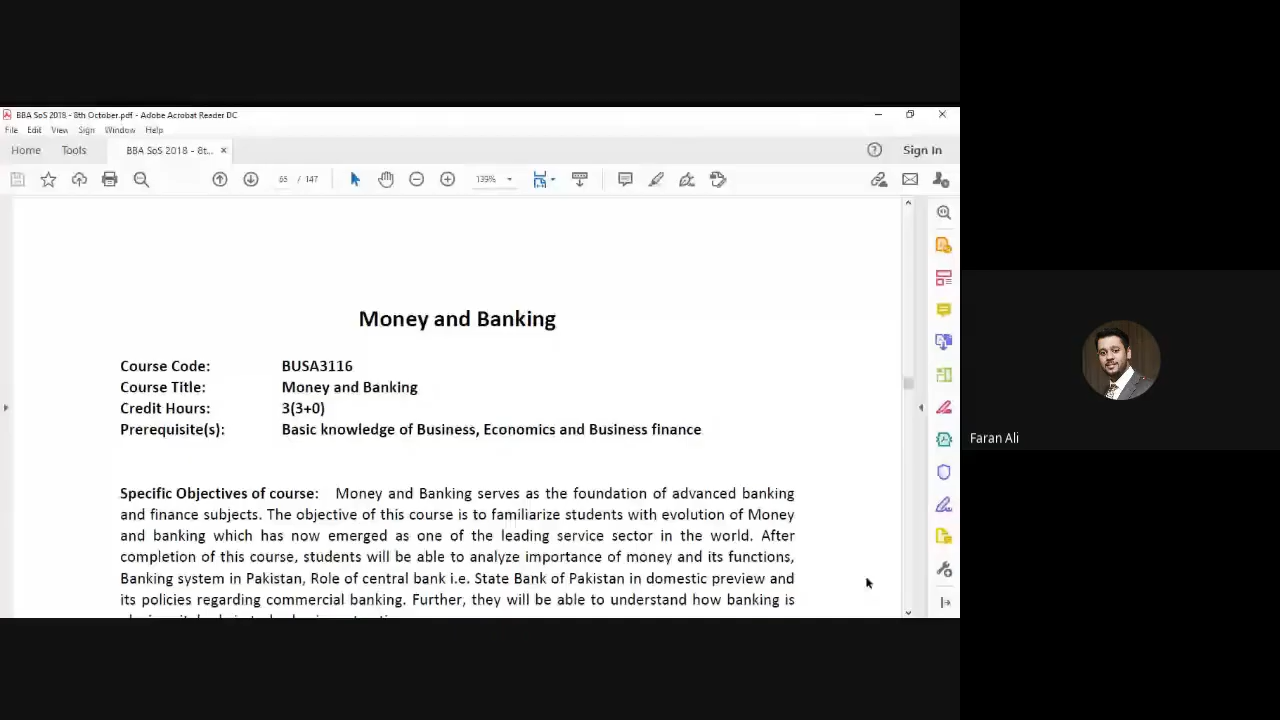 BBA SoS 2018 - 8th October.pdf - Adobe Acrobat Reader DC
File Edit View Sign Window Help
Home Tools BBA SoS 2018 - 8t... × Sign In
65 / 147 139%
Money and Banking
Course Code: BUSA3116
Course Title: Money and Banking
Credit Hours: 3(3+0)
Prerequisite(s): Basic knowledge of Business, Economics and Business finance
Specific Objectives of course: Money and Banking serves as the foundation of advanced banking
and finance subjects. The objective of this course is to familiarize students with evolution of Money
and banking which has now emerged as one of the leading service sector in the world. After
completion of this course, students will be able to analyze importance of money and its functions,
Banking system in Pakistan, Role of central bank i.e. State Bank of Pakistan in domestic preview and
its policies regarding commercial banking. Further, they will be able to understand how banking is
Faran Ali